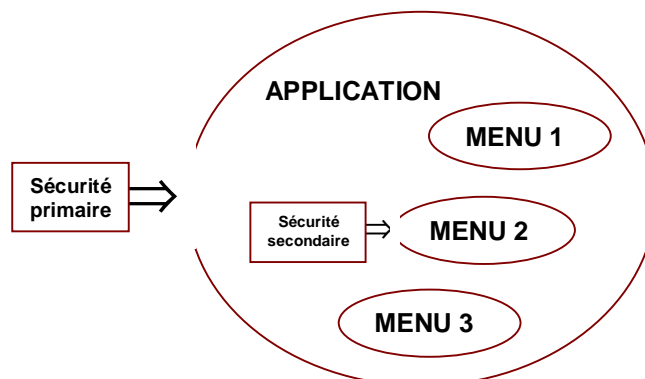 APPLICATION
MENU 1
Sécurité
primaire
Sécurité
secondaire
MENU 2
MENU 3